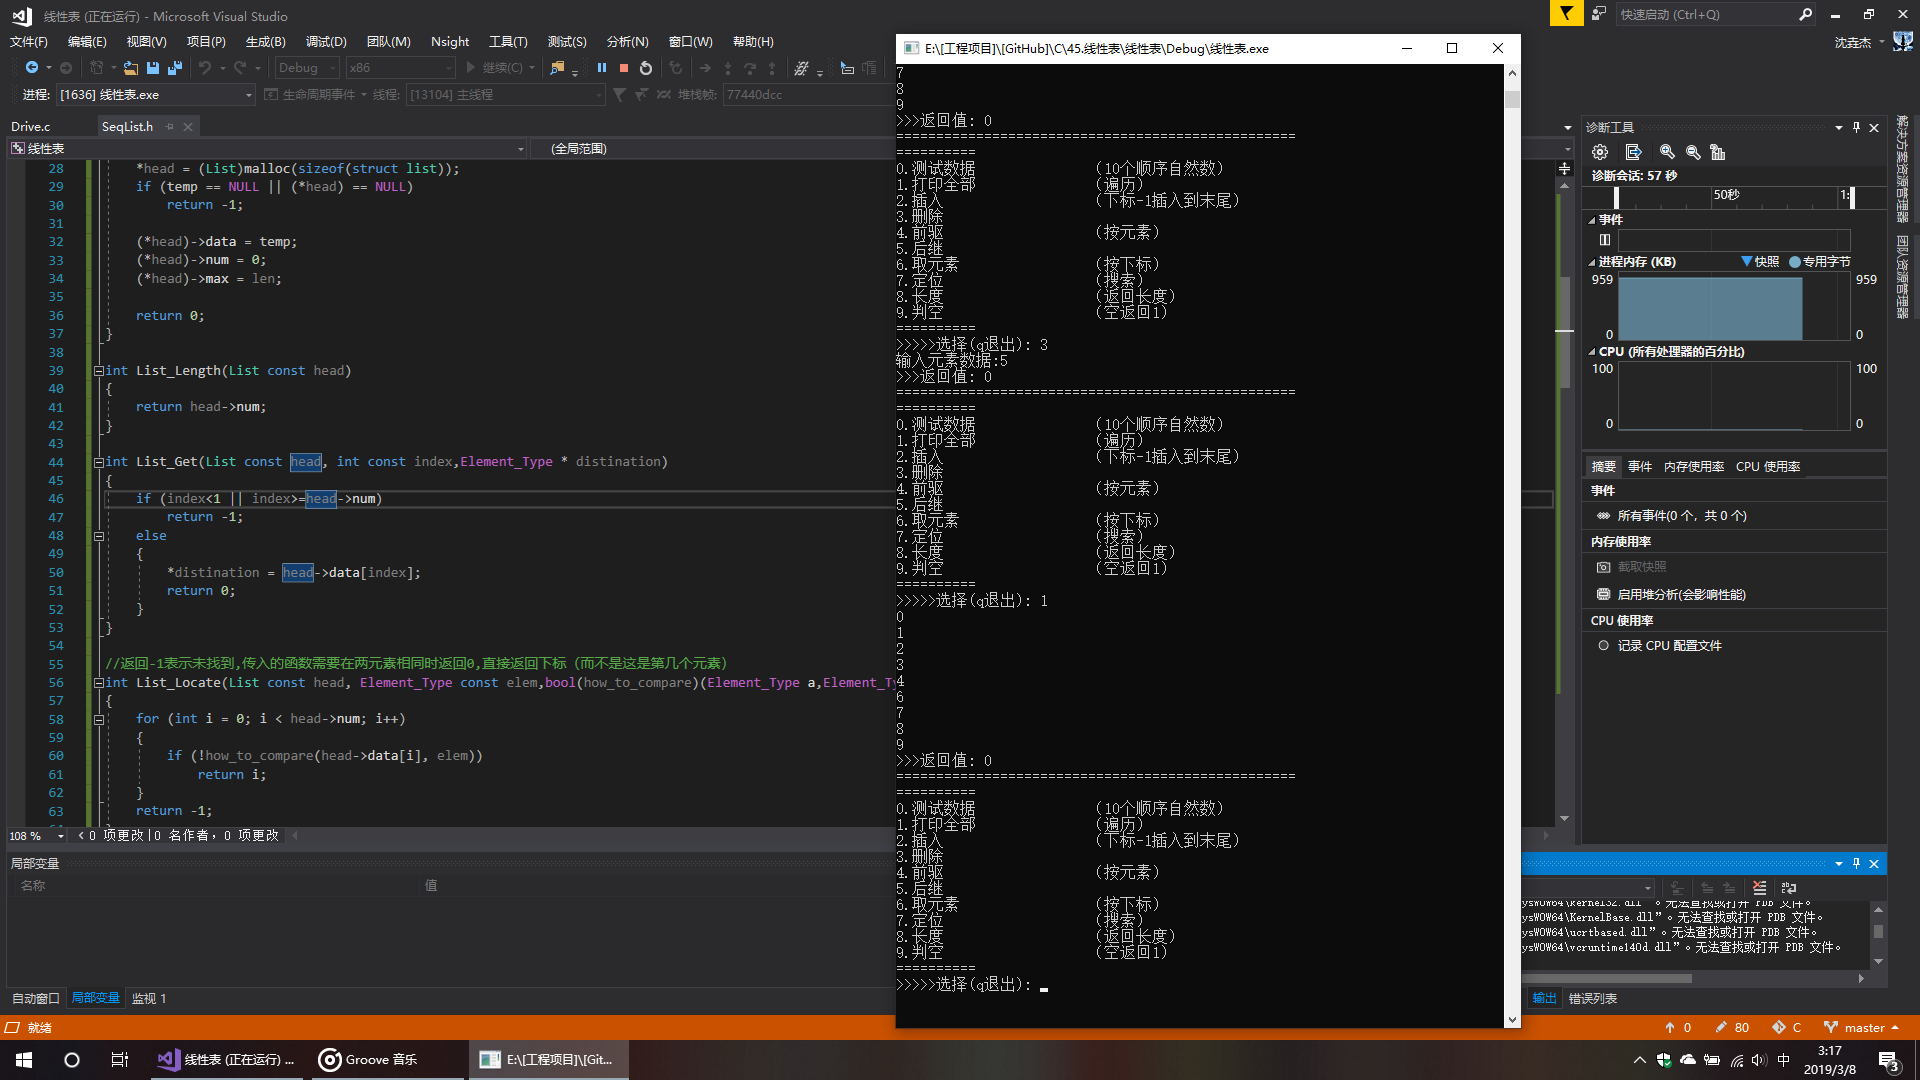 线性表 (正在运行) - Microsoft Visual Studio
快速启动 (Ctrl+Q)
文件(F) 编辑(E) 视图(V) 项目(P) 生成(B) 调试(D) 团队(M) Nsight 工具(T) 测试(S) 分析(N) 窗口(W) 帮助(H)
沈垚杰
Debug x86 继续(C)
进程: [1636] 线性表.exe 生命周期事件 线程: [13104] 主线程 堆栈帧: 77440dcc
Drive.c SeqList.h
线性表 (全局范围)
28 *head = (List)malloc(sizeof(struct list));
29 if (temp == NULL || (*head) == NULL)
30 return -1;
31
32 (*head)->data = temp;
33 (*head)->num = 0;
34 (*head)->max = len;
35
36 return 0;
37 }
38
39 int List_Length(List const head)
40 {
41 return head->num;
42 }
43
44 int List_Get(List const head, int const index,Element_Type * distination)
45 {
46 if (index<1 || index>=head->num)
47 return -1;
48 else
49 {
50 *distination = head->data[index];
51 return 0;
52 }
53 }
54
55 //返回-1表示未找到,传入的函数需要在两元素相同时返回0,直接返回下标（而不是这是第几个元素）
56 int List_Locate(List const head, Element_Type const elem,bool(how_to_compare)(Element_Type a,Element_Ty
57 {
58 for (int i = 0; i < head->num; i++)
59 {
60 if (!how_to_compare(head->data[i], elem))
61 return i;
62 }
63 return -1;
108 % 0 项更改 | 0 名作者, 0 项更改
局部变量
名称 值
自动窗口 局部变量 监视 1
就绪
E:\[工程项目]\[GitHub]\C\45.线性表\线性表\Debug\线性表.exe
7
8
9
>>>返回值: 0
==================================================
==========
0.测试数据 （10个顺序自然数）
1.打印全部 （遍历）
2.插入 （下标-1插入到末尾）
3.删除
4.前驱 （按元素）
5.后继
6.取元素 （按下标）
7.定位 （搜索）
8.长度 （返回长度）
9.判空 （空返回1）
==========
>>>>>选择(q退出): 3
输入元素数据:5
>>>返回值: 0
==================================================
==========
0.测试数据 （10个顺序自然数）
1.打印全部 （遍历）
2.插入 （下标-1插入到末尾）
3.删除
4.前驱 （按元素）
5.后继
6.取元素 （按下标）
7.定位 （搜索）
8.长度 （返回长度）
9.判空 （空返回1）
==========
>>>>>选择(q退出): 1
0
1
2
3
4
6
7
8
9
>>>返回值: 0
==================================================
==========
0.测试数据 （10个顺序自然数）
1.打印全部 （遍历）
2.插入 （下标-1插入到末尾）
3.删除
4.前驱 （按元素）
5.后继
6.取元素 （按下标）
7.定位 （搜索）
8.长度 （返回长度）
9.判空 （空返回1）
==========
>>>>>选择(q退出):
诊断工具
诊断会话: 57 秒
50秒 1:
事件
进程内存 (KB) 快照 专用字节
959 959
0 0
CPU (所有处理器的百分比)
100 100
0 0
摘要 事件 内存使用率 CPU 使用率
事件
所有事件(0 个，共 0 个)
内存使用率
截取快照
启用堆分析(会影响性能)
CPU 使用率
记录 CPU 配置文件
解决方案资源管理器
团队资源管理器
ysWOW64\kernel32.dll”。无法查找或打开 PDB 文件。
ysWOW64\KernelBase.dll”。无法查找或打开 PDB 文件。
ysWOW64\ucrtbased.dll”。无法查找或打开 PDB 文件。
ysWOW64\vcruntime140d.dll”。无法查找或打开 PDB 文件。
输出 错误列表
0 80 C master
线性表 (正在运行) ... Groove 音乐 E:\[工程项目]\[Git...
中 3:17
2019/3/8
3